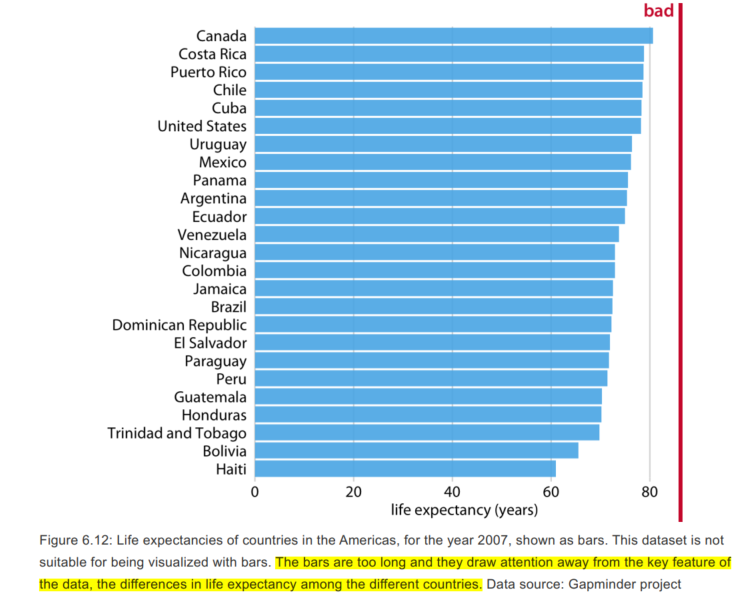 bad
Canada
Costa Rica
Puerto Rico
Chile
Cuba
United States
Uruguay
Mexico
Panama
Argentina
Ecuador
Venezuela
Nicaragua
Colombia
Jamaica
Brazil
Dominican Republic
El Salvador
Paraguay
Peru
Guatemala
Honduras
Trinidad and Tobago
Bolivia
Haiti
0 20 40 60 80
life expectancy (years)
Figure 6.12: Life expectancies of countries in the Americas, for the year 2007, shown as bars. This dataset is not
suitable for being visualized with bars. The bars are too long and they draw attention away from the key feature of
the data, the differences in life expectancy among the different countries. Data source: Gapminder project